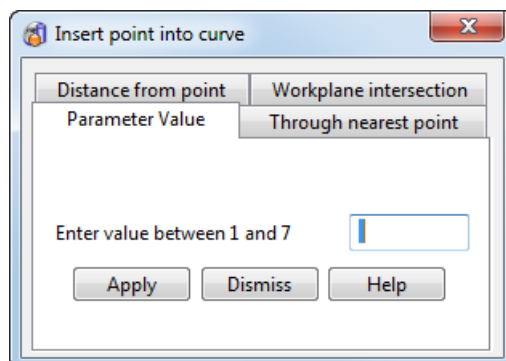 Insert point into curve
Distance from point Workplane intersection
Parameter Value Through nearest point
Enter value between 1 and 7
Apply Dismiss Help